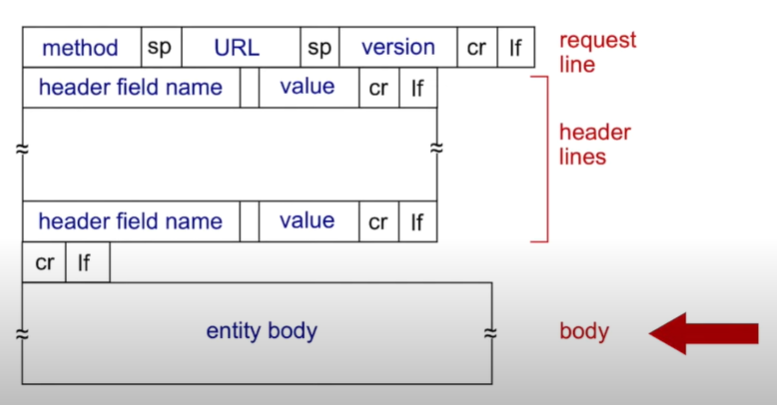 method sp URL sp version cr lf
request line
header field name value cr lf
header lines
header field name value cr lf
cr lf
entity body
body